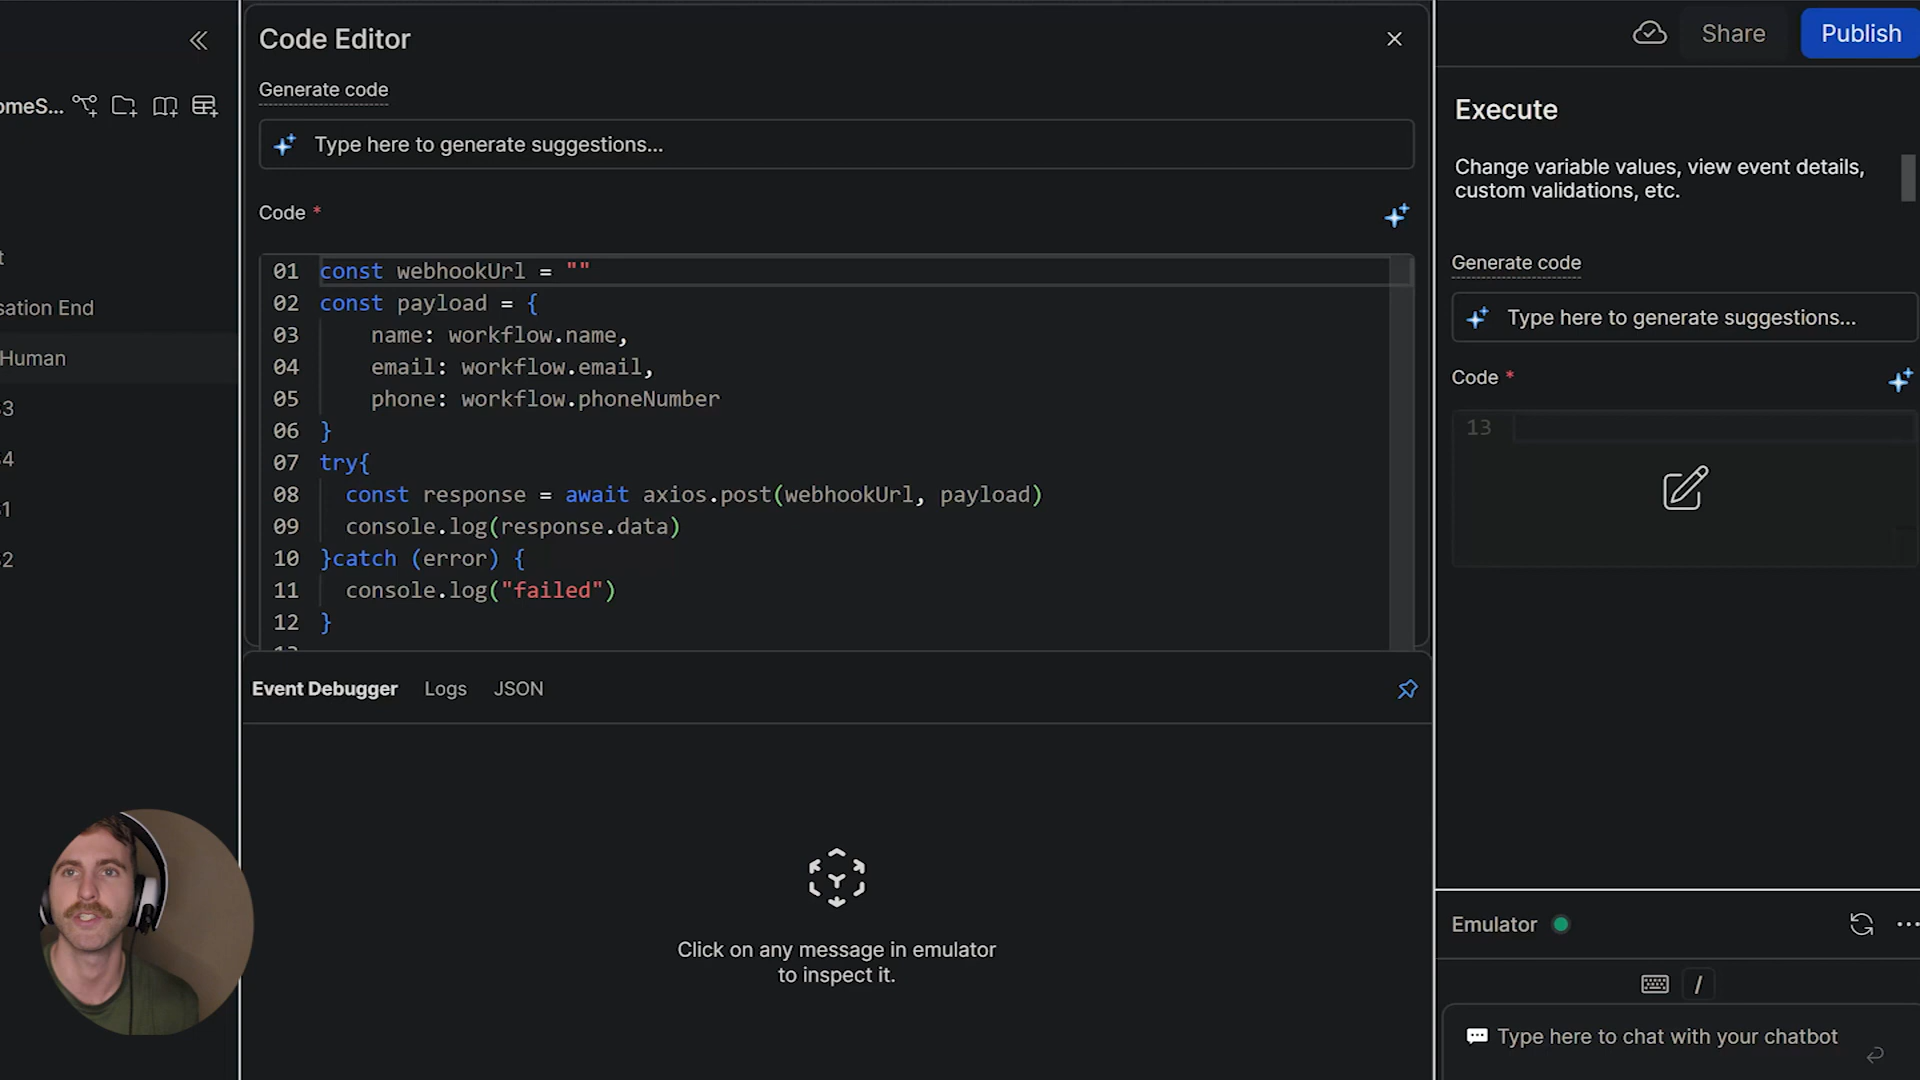 omeS...
t
sation End
Human
3
4
1
2
Code Editor
Generate code
Type here to generate suggestions...
Code *
01 const webhookUrl = ""
02 const payload = {
03 name: workflow.name,
04 email: workflow.email,
05 phone: workflow.phoneNumber
06 }
07 try{
08 const response = await axios.post(webhookUrl, payload)
09 console.log(response.data)
10 }catch (error) {
11 console.log("failed")
12 }
Event Debugger Logs JSON
Click on any message in emulator
to inspect it.
Share Publish
Execute
Change variable values, view event details,
custom validations, etc.
Generate code
Type here to generate suggestions...
Code *
13
Emulator
/
Type here to chat with your chatbot